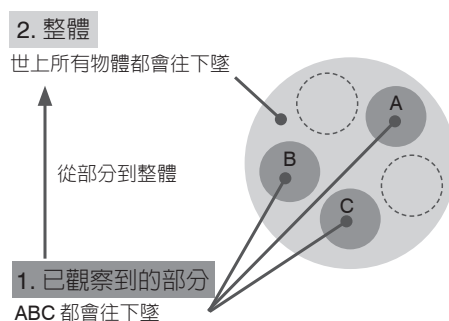 2. 整體
世上所有物體都會往下墜
A
B
從部分到整體
C
1. 已觀察到的部分
ABC 都會往下墜